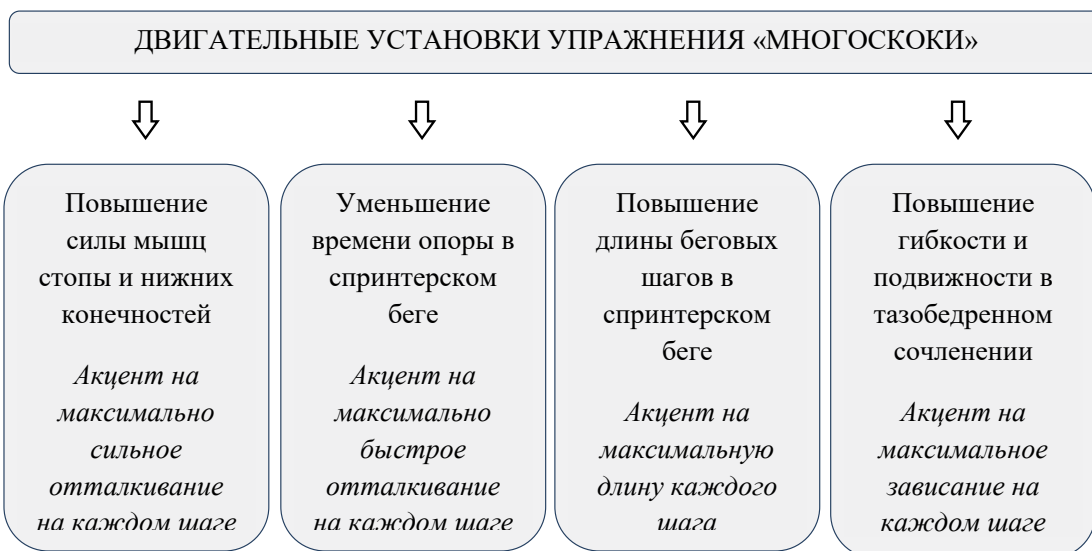 ДВИГАТЕЛЬНЫЕ УСТАНОВКИ УПРАЖНЕНИЯ «МНОГОСКОКИ»
Повышение
силы мышц
стопы и нижних
конечностей
Акцент на
максимально
сильное
отталкивание
на каждом шаге
Уменьшение
времени опоры в
спринтерском
беге
Акцент на
максимально
быстрое
отталкивание
на каждом шаге
Повышение
длины беговых
шагов в
спринтерском
беге
Акцент на
максимальную
длину каждого
шага
Повышение
гибкости и
подвижности в
тазобедренном
сочленении
Акцент на
максимальное
зависание на
каждом шаге